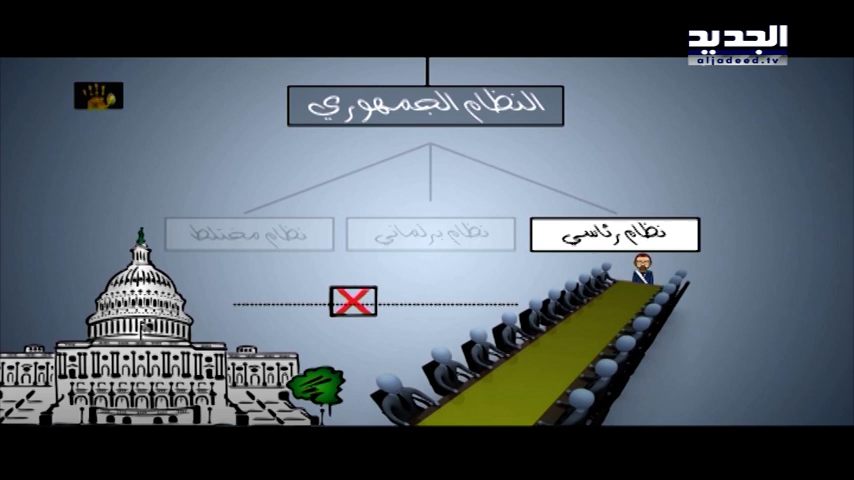 الجديد
aljadeed.tv
النظام الجمهوري
نظام رئاسي
نظام برلماني
نظام مختلط